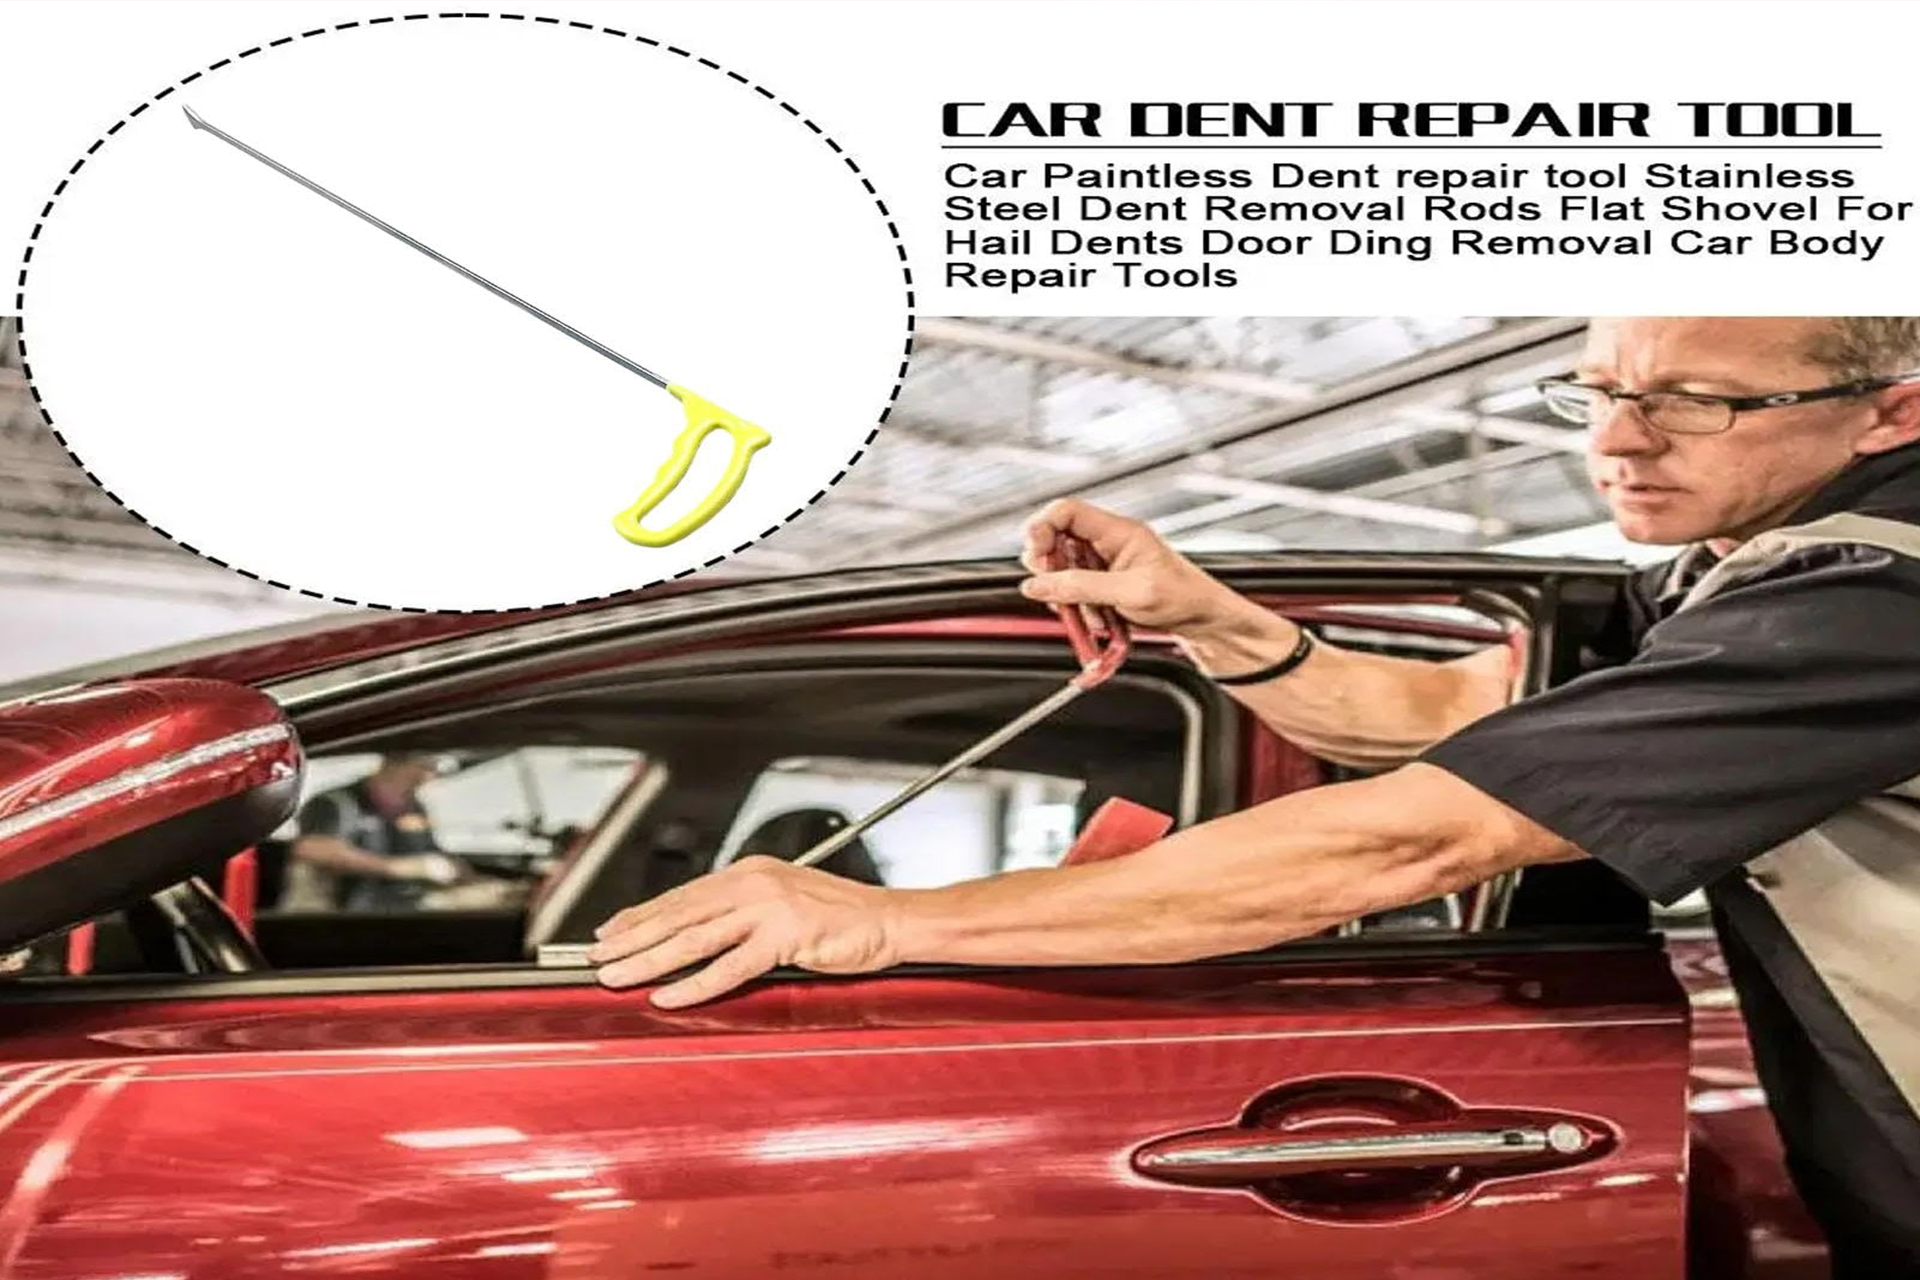 CAR DENT REPAIR TOOL
Car Paintless Dent repair tool Stainless
Steel Dent Removal Rods Flat Shovel For
Hail Dents Door Ding Removal Car Body
Repair Tools